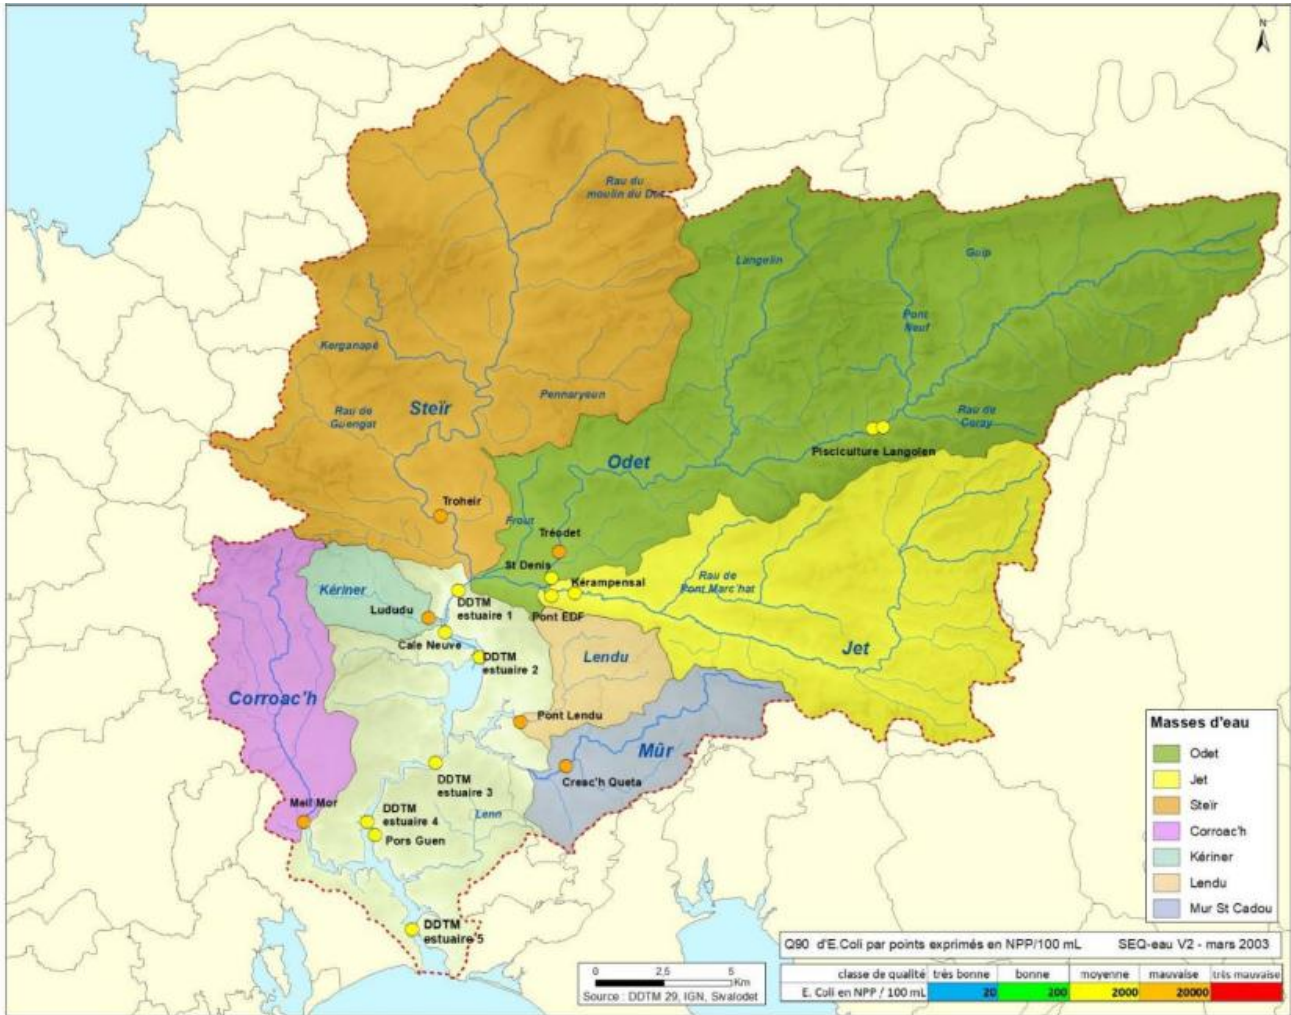 N
Rau du
moulin du Duc
Langelin
Guip
Pont
Neuf
Kerganapé
Rau de
Guengat
Steïr
Pennaryeun
Rau de
Coray
Odet
Pisciculture Langolen
Troheir
Frout
Tréodet
St Denis
Kérampensal
Rau de
Pont Marc'hat
Kériner
Lududu
DDTM
estuaire 1
Pont EDF
Cale Neuve
DDTM
estuaire 2
Lendu
Jet
Corroac'h
Pont Lendu
Mûr
Creac'h Queta
DDTM
estuaire 3
Meil Mor
DDTM
estuaire 4
Lenn
Pors Guen
DDTM
estuaire 5
Masses d'eau
Odet
Jet
Steïr
Corroac'h
Kériner
Lendu
Mur St Cadou
0 2,5 5
Km
Source : DDTM 29, IGN, Sivalodet
Q90 d'E.Coli par points exprimés en NPP/100 mL SEQ-eau V2 - mars 2003
classe de qualité très bonne bonne moyenne mauvaise très mauvaise
E. Coli en NPP / 100 mL 20 200 2000 20000